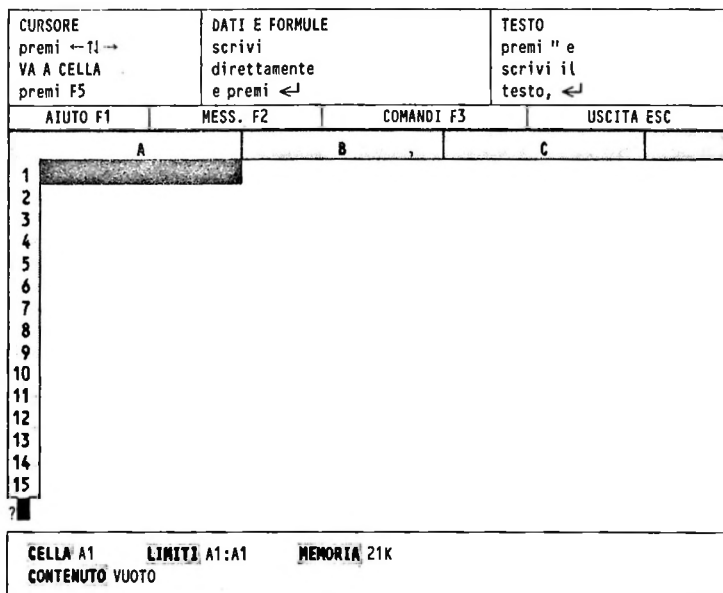 CURSORE
premi ←↑↓→
VA A CELLA
premi F5
DATI E FORMULE
scrivi
direttamente
e premi ↵
TESTO
premi " e
scrivi il
testo, ↵
AIUTO F1 MESS. F2 COMANDI F3 USCITA ESC
A B , C
1
2
3
4
5
6
7
8
9
10
11
12
13
14
15
?
CELLA A1 LIMITI A1:A1 MEMORIA 21K
CONTENUTO VUOTO